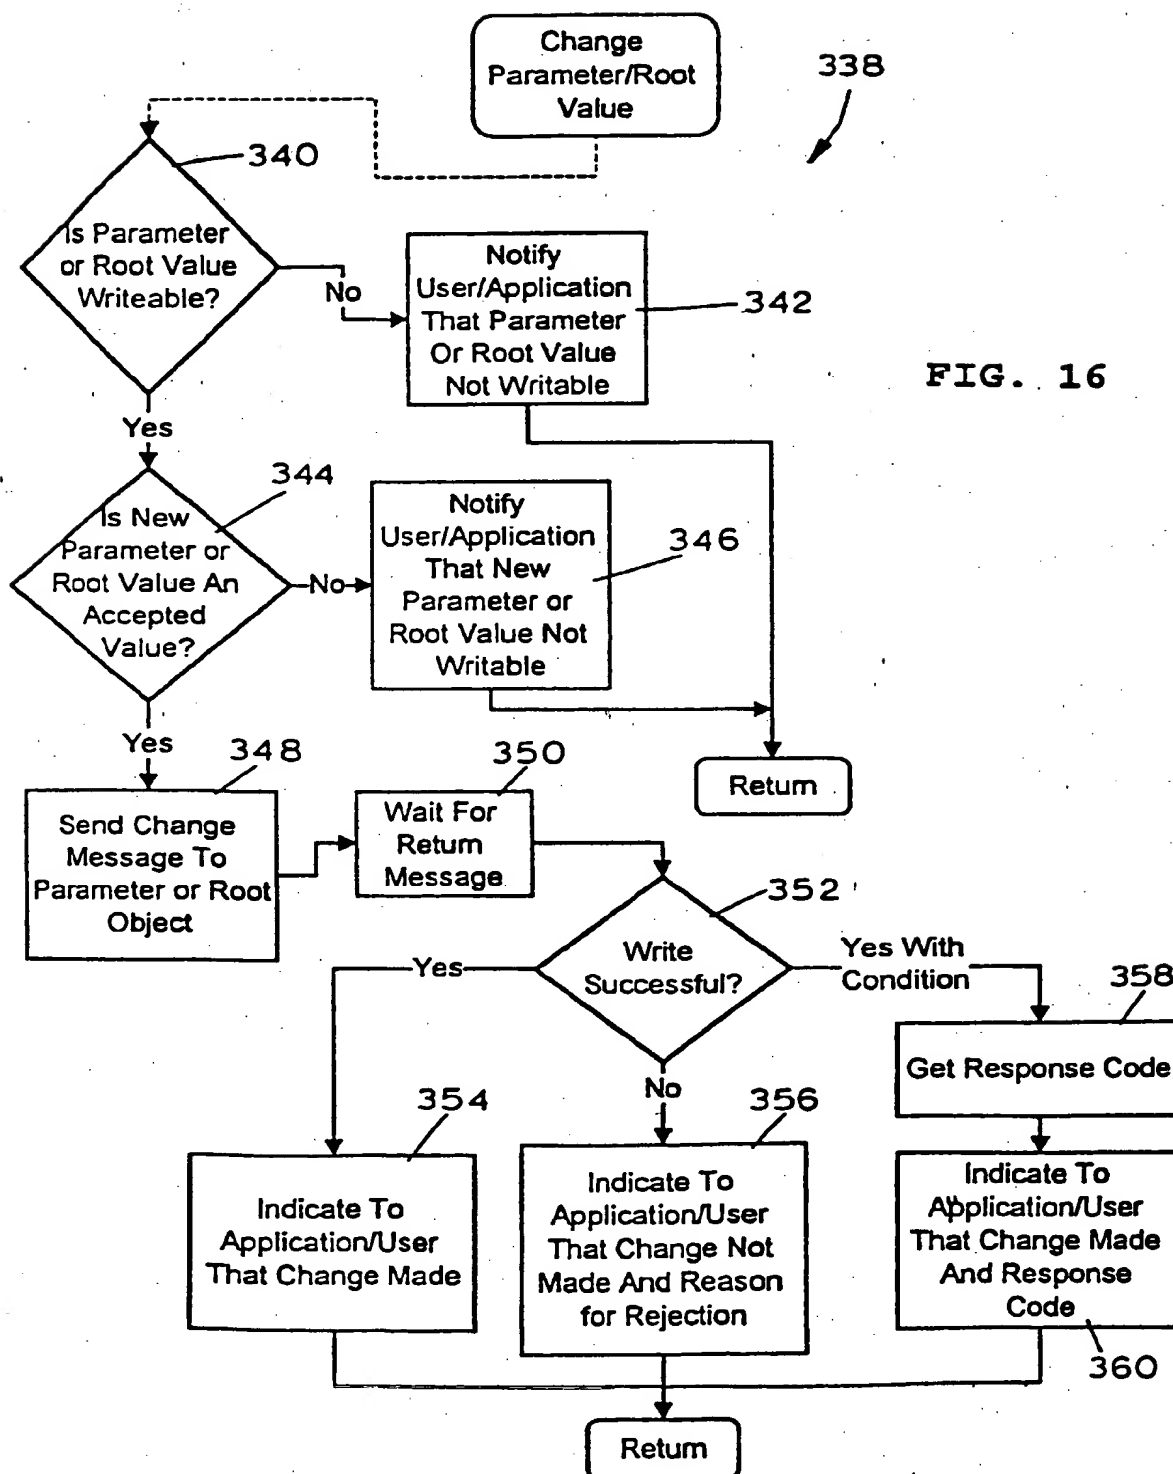 Change
Parameter/Root
Value
338
340
Is Parameter
or Root Value
Writeable?
No
Notify
User/Application
That Parameter
Or Root Value
Not Writable
342
FIG. 16
Yes
344
Is New
Parameter or
Root Value An
Accepted
Value?
No
Notify
User/Application
That New
Parameter or
Root Value Not
Writable
346
Yes
348
350
Return
Send Change
Message To
Parameter or Root
Object
Wait For
Return
Message
352
Write
Successful?
Yes
Yes With
Condition
358
Get Response Code
No
354
356
Indicate To
Application/User
That Change Made
Indicate To
Application/User
That Change Not
Made And Reason
for Rejection
Indicate To
Application/User
That Change Made
And Response
Code
360
Return